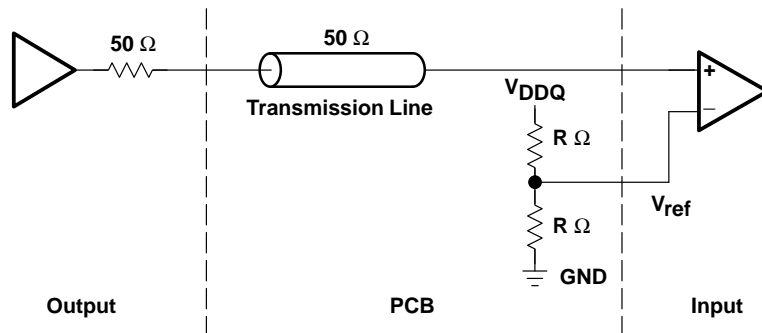 50 Ω
50 Ω
Transmission Line
VDDQ
R Ω
R Ω
Vref
GND
+
−
Output
PCB
Input